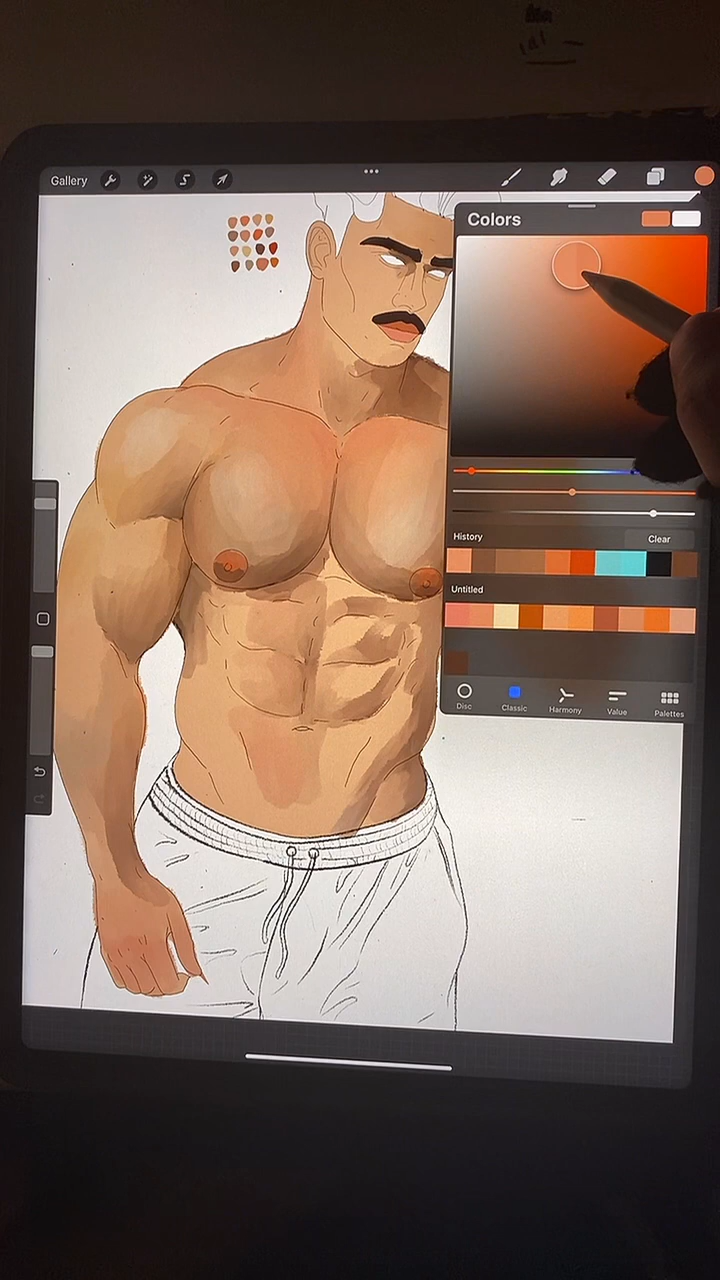 Gallery
Colors
History
Clear
Untitled
Disc
Classic
Harmony
Value
Palettes